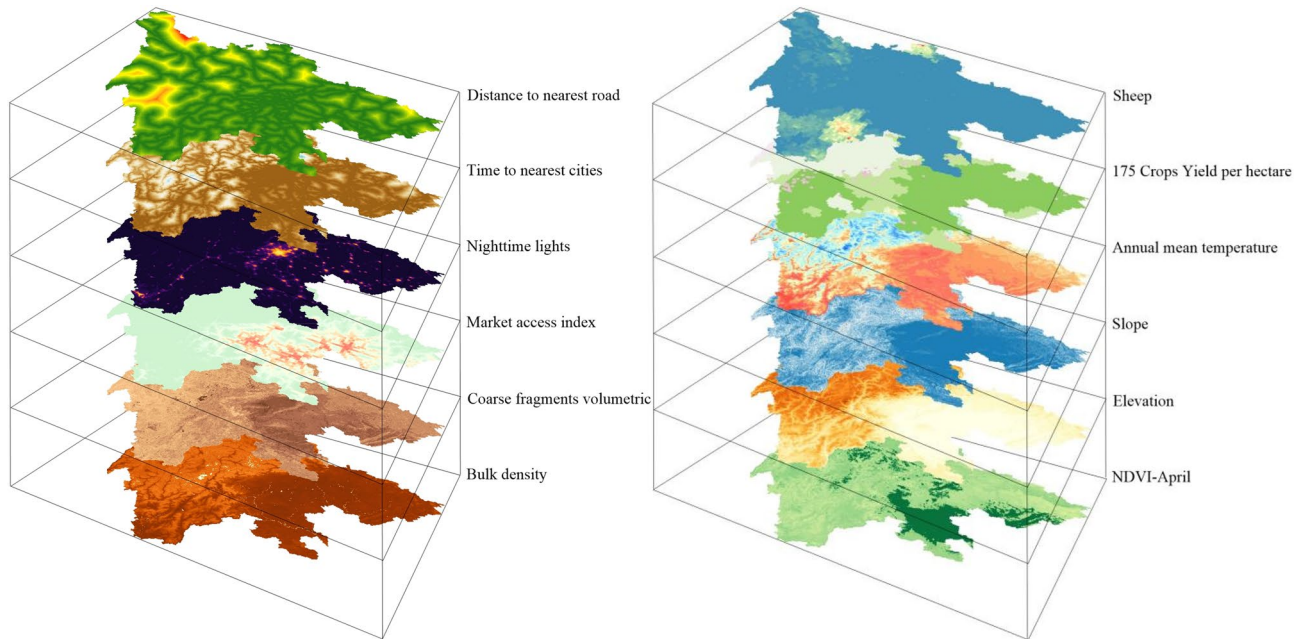 Distance to nearest road
Time to nearest cities
Nighttime lights
Market access index
Coarse fragments volumetric
Bulk density
Sheep
175 Crops Yield per hectare
Annual mean temperature
Slope
Elevation
NDVI-April